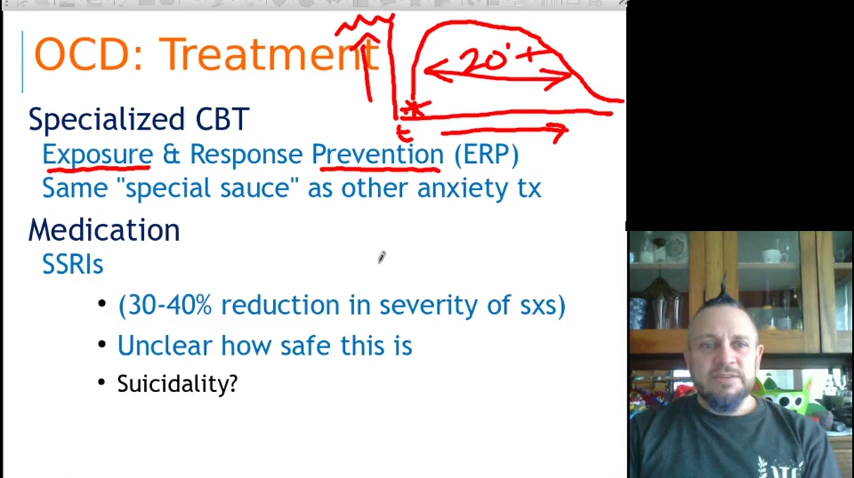 OCD: Treatment
20'+
t
Specialized CBT
Exposure & Response Prevention (ERP)
Same "special sauce" as other anxiety tx
Medication
SSRIs
• (30-40% reduction in severity of sxs)
• Unclear how safe this is
• Suicidality?